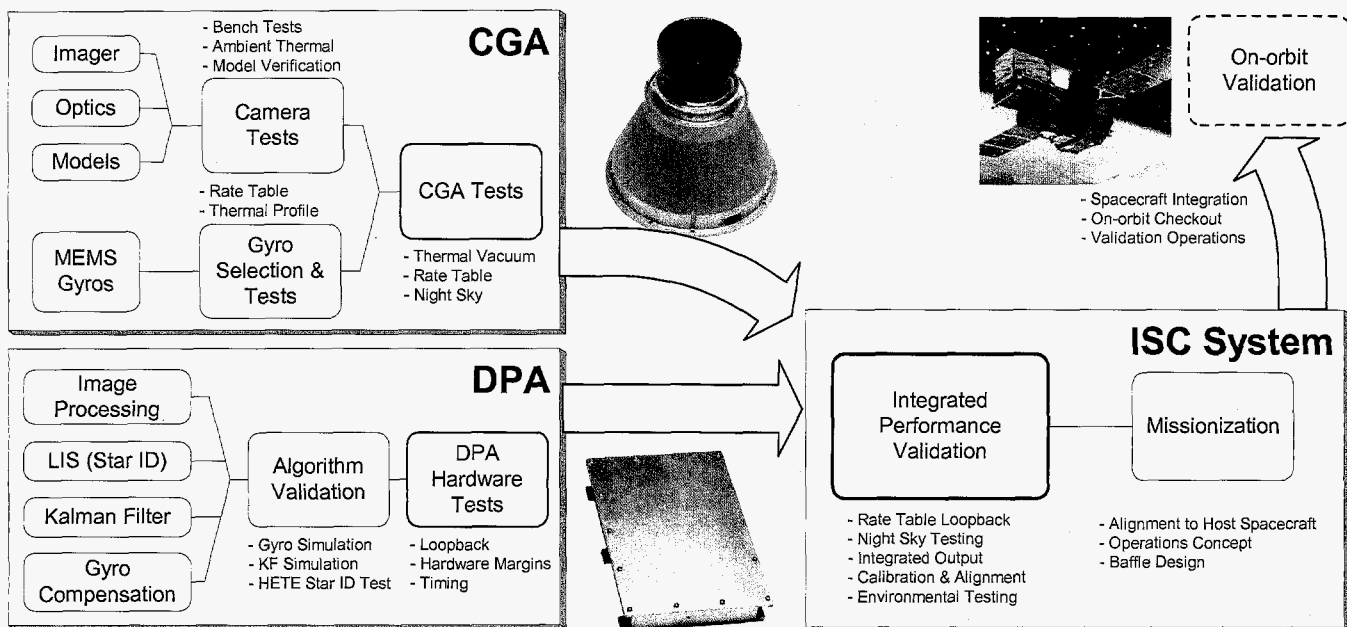 CGA
- Bench Tests
- Ambient Thermal
- Model Verification
Imager
Optics
Models
Camera
Tests
- Rate Table
- Thermal Profile
MEMS
Gyros
Gyro
Selection &
Tests
CGA Tests
- Thermal Vacuum
- Rate Table
- Night Sky
DPA
Image
Processing
LIS (Star ID)
Kalman Filter
Gyro
Compensation
Algorithm
Validation
- Gyro Simulation
- KF Simulation
- HETE Star ID Test
DPA
Hardware
Tests
- Loopback
- Hardware Margins
- Timing
On-orbit
Validation
- Spacecraft Integration
- On-orbit Checkout
- Validation Operations
ISC System
Integrated
Performance
Validation
- Rate Table Loopback
- Night Sky Testing
- Integrated Output
- Calibration & Alignment
- Environmental Testing
Missionization
- Alignment to Host Spacecraft
- Operations Concept
- Baffle Design